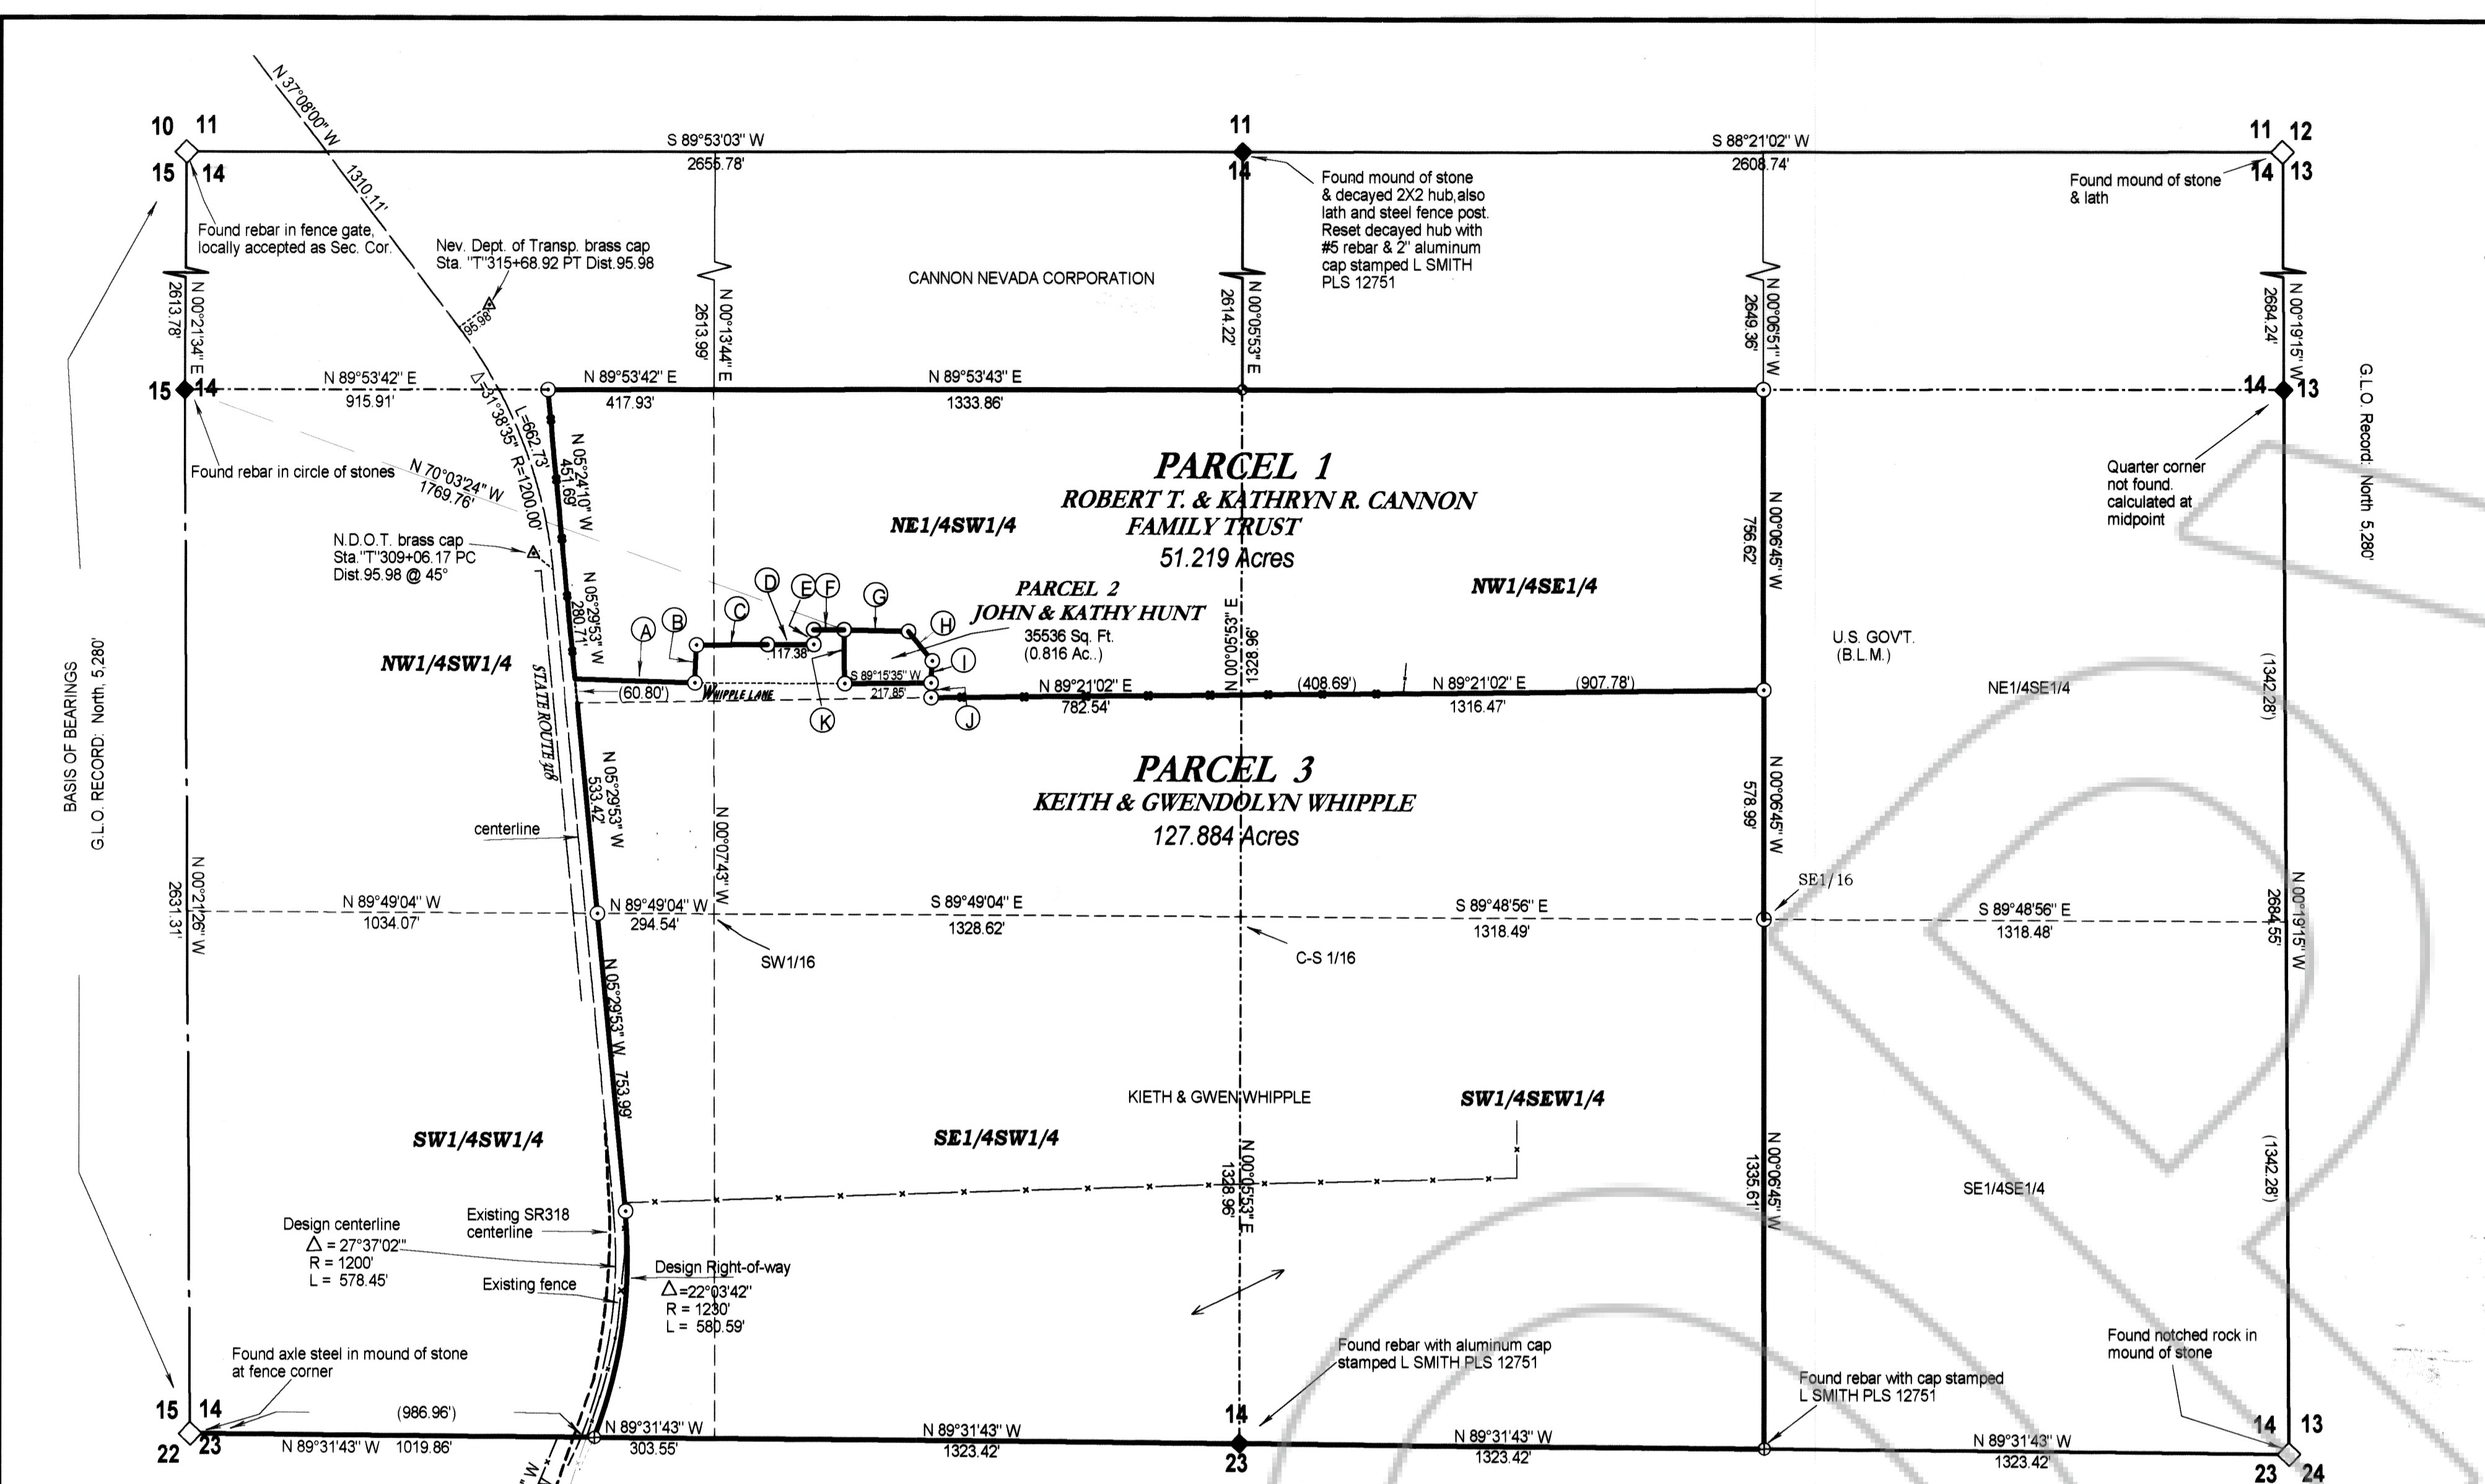 N 37°08'00" W
1310.11'
10 11
15 14
S 89°53'03" W
2655.78'
11
14
S 88°21'02" W
2608.74'
11 12
14 13
Found rebar in fence gate,
locally accepted as Sec. Cor.
Nev. Dept. of Transp. brass cap
Sta. "T"315+68.92 PT Dist.95.98
95.98'
CANNON NEVADA CORPORATION
Found mound of stone
& decayed 2X2 hub,also
lath and steel fence post.
Reset decayed hub with
#5 rebar & 2" aluminum
cap stamped L SMITH
PLS 12751
Found mound of stone
& lath
N 00°21'34" E
2613.78'
N 00°13'44" E
2613.99'
N 00°05'53" E
2614.22'
N 00°06'51" W
2649.36'
N 00°19'15" W
2684.24'
15 14
N 89°53'42" E
915.91'
N 89°53'42" E
417.93'
N 89°53'43" E
1333.86'
14 13
G.L.O. Record: North 5,280'
Δ=31°38'35" R=1200.00'
L=662.73'
N 05°24'10" W
451.69'
Found rebar in circle of stones
N 70°03'24" W
1769.76'
PARCEL 1
ROBERT T. & KATHRYN R. CANNON
FAMILY TRUST
51.219 Acres
NE1/4SW1/4
Quarter corner
not found.
calculated at
midpoint
N.D.O.T. brass cap
Sta."T"309+06.17 PC
Dist.95.98 @ 45°
N 05°29'53" W
280.71'
N 00°06'45" W
756.62'
PARCEL 2
JOHN & KATHY HUNT
35536 Sq. Ft.
(0.816 Ac..)
NW1/4SE1/4
N 00°05'53" E
1328.96'
A
B
C
D
E
F
G
H
I
J
K
117.38'
S 89°15'35" W
217.85'
NW1/4SW1/4
STATE ROUTE 318
(60.80')
WHIPPLE LANE
N 89°21'02" E
782.54'
(408.69')
N 89°21'02" E
1316.47'
(907.78')
U.S. GOV'T.
(B.L.M.)
NE1/4SE1/4
(1342.28')
BASIS OF BEARINGS
G.L.O. RECORD: North, 5,280'
PARCEL 3
KEITH & GWENDOLYN WHIPPLE
127.884 Acres
centerline
N 05°29'53" W
533.42'
N 00°07'43" W
N 00°06'45" W
578.99'
SE1/16
N 00°21'26" W
2631.31'
N 89°49'04" W
1034.07'
N 89°49'04" W
294.54'
S 89°49'04" E
1328.62'
S 89°48'56" E
1318.49'
S 89°48'56" E
1318.48'
N 00°19'15" W
2684.55'
SW1/16
C-S 1/16
N 05°29'53" W
753.99'
KIETH & GWEN WHIPPLE
SW1/4SEW1/4
SW1/4SW1/4
SE1/4SW1/4
N 00°05'53" E
1328.96'
N 00°06'45" W
1335.61'
(1342.28')
SE1/4SE1/4
Design centerline
Δ = 27°37'02'"
R = 1200'
L = 578.45'
Existing SR318
centerline
Existing fence
Design Right-of-way
Δ=22°03'42"
R = 1230'
L = 580.59'
Found axle steel in mound of stone
at fence corner
Found rebar with aluminum cap
stamped L SMITH PLS 12751
Found rebar with cap stamped
L SMITH PLS 12751
Found notched rock in
mound of stone
15 14
22 23
(986.96')
N 89°31'43" W 1019.86'
N 89°31'43" W
303.55'
N 89°31'43" W
1323.42'
14
23
N 89°31'43" W
1323.42'
N 89°31'43" W
1323.42'
14 13
23 24
" W